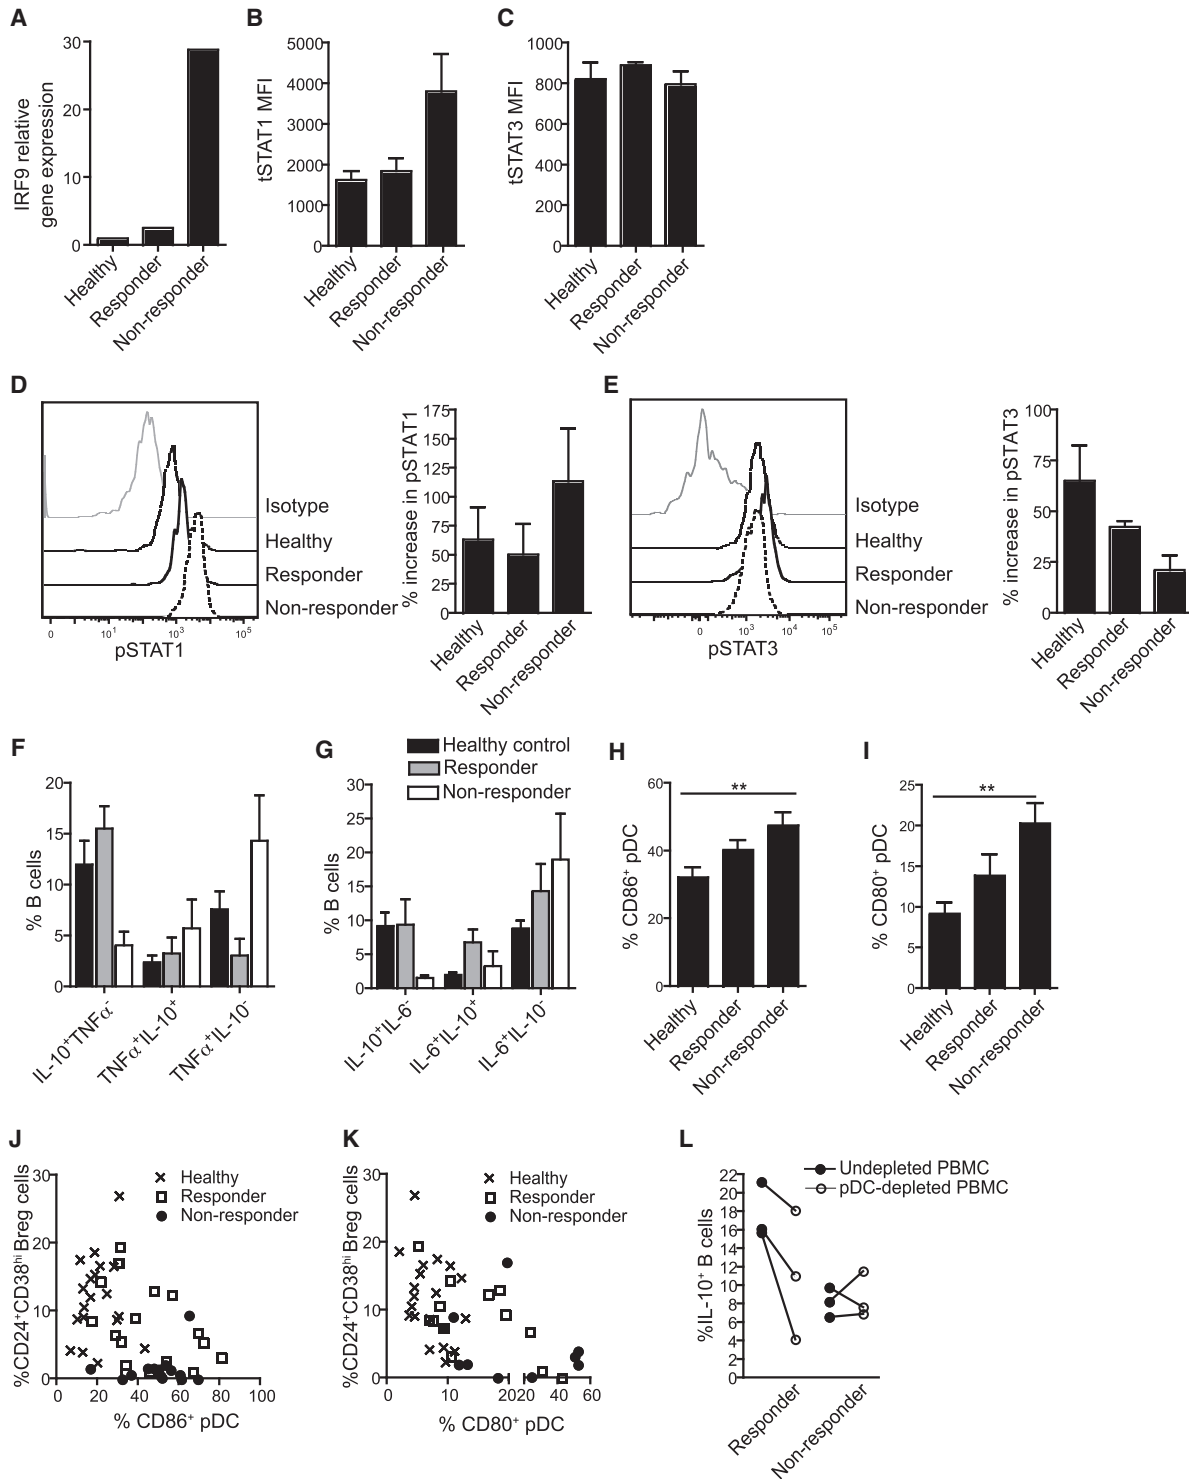 A
IRF9 relative
gene expression
30
20
10
0
Healthy
Responder
Non-responder
B
tSTAT1 MFI
5000
4000
3000
2000
1000
0
Healthy
Responder
Non-responder
C
tSTAT3 MFI
1000
800
600
400
200
0
Healthy
Responder
Non-responder
D
Isotype
Healthy
Responder
Non-responder
0 10¹ 10³ 10⁵
pSTAT1
% increase in pSTAT1
175
150
125
100
75
50
25
0
Healthy
Responder
Non-responder
E
Isotype
Healthy
Responder
Non-responder
0 10³ 10⁴ 10⁵
pSTAT3
% increase in pSTAT3
100
75
50
25
0
Healthy
Responder
Non-responder
F
% B cells
20
15
10
5
0
IL-10⁺TNFα⁻
TNFα⁺IL-10⁺
TNFα⁺IL-10⁻
G
Healthy control
Responder
Non-responder
% B cells
30
25
20
15
10
5
0
IL-10⁺IL-6⁻
IL-6⁺IL-10⁺
IL-6⁺IL-10⁻
H
% CD86⁺ pDC
60
40
20
0
**
Healthy
Responder
Non-responder
I
% CD80⁺ pDC
25
20
15
10
5
0
**
Healthy
Responder
Non-responder
J
%CD24⁺CD38ʰⁱ Breg cells
30
20
10
0
Healthy
Responder
Non-responder
0 20 40 60 80 100
% CD86⁺ pDC
K
%CD24⁺CD38ʰⁱ Breg cells
30
20
10
0
Healthy
Responder
Non-responder
0 10 20 20 40 60
% CD80⁺ pDC
L
%IL-10⁺ B cells
22
20
18
16
14
12
10
8
6
4
2
0
Undepleted PBMC
pDC-depleted PBMC
Responder
Non-responder